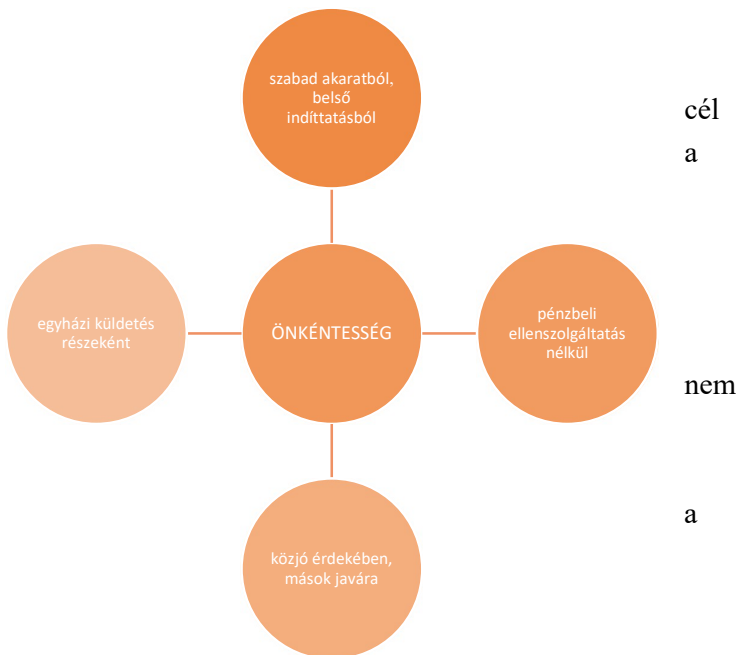 szabad akaratból,
belső
indíttatásból
cél
a
egyházi küldetés
részeként
ÖNKÉNTESSÉG
pénzbeli
ellenszolgáltatás
nélkül
nem
a
közjó érdekében,
mások javára